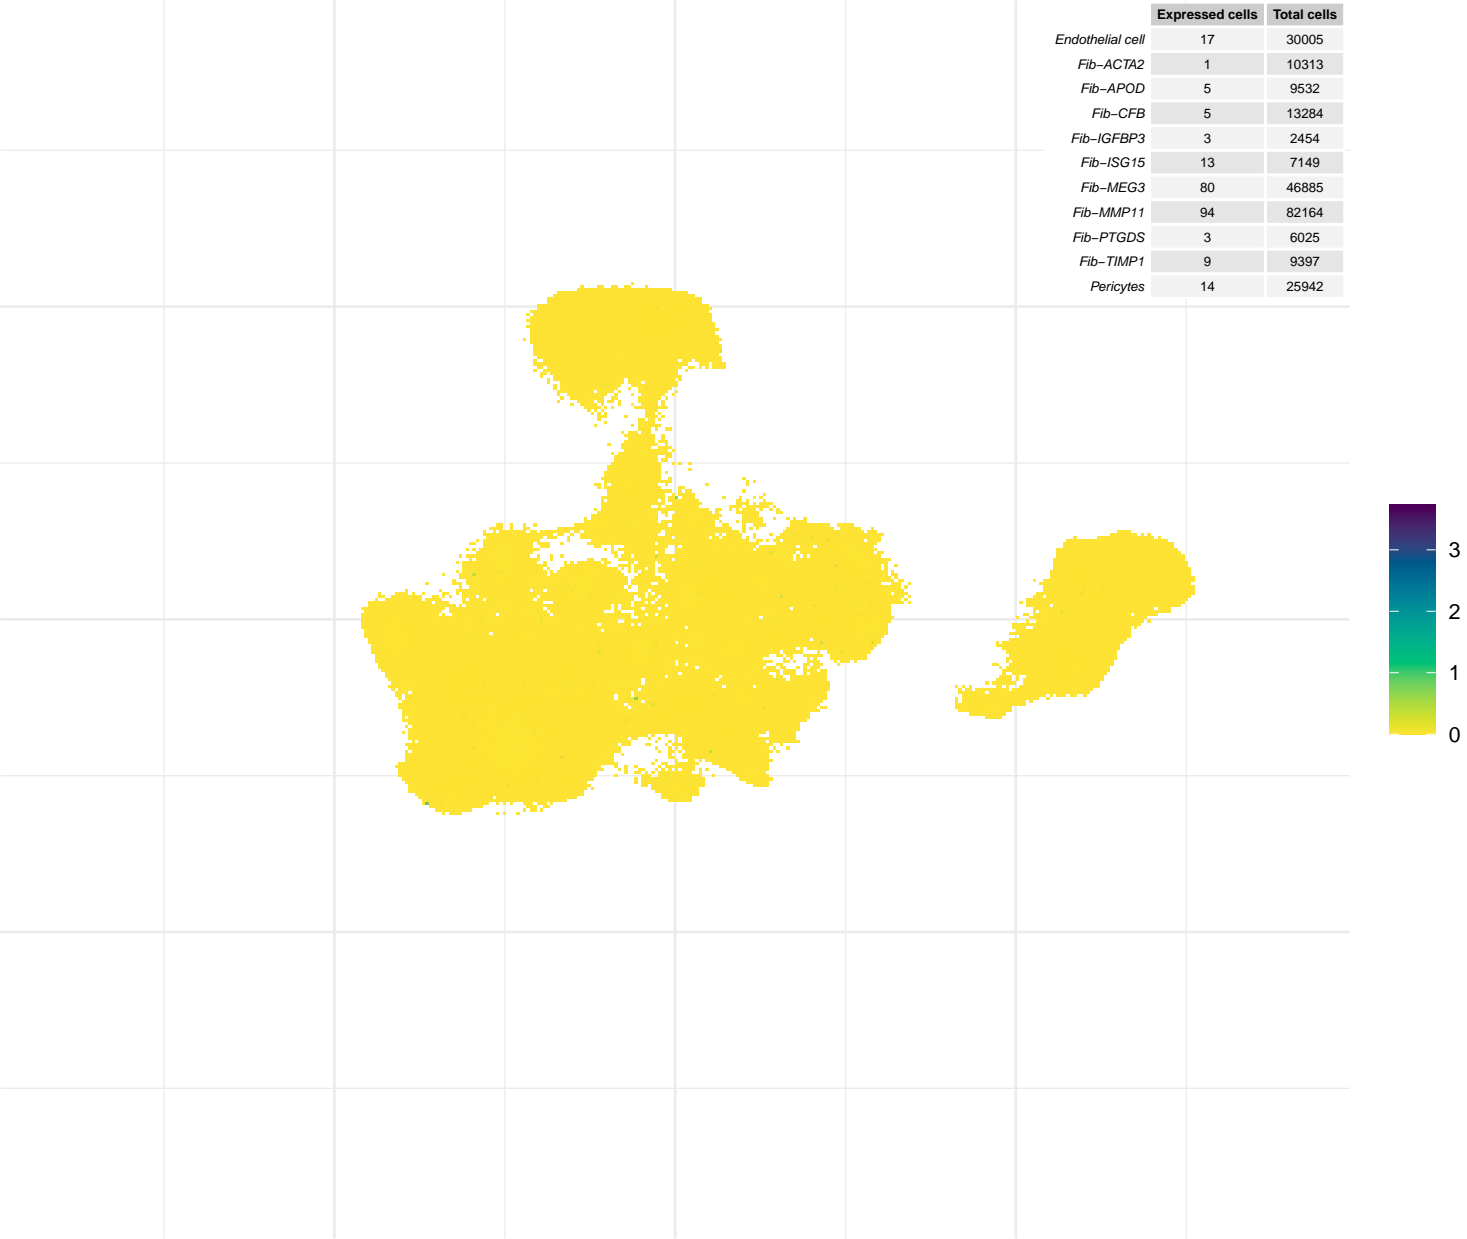 Expressed cells Total cells
Endothelial cell 17 30005
Fib−ACTA2 1 10313
Fib−APOD 5 9532
Fib−CFB 5 13284
Fib−IGFBP3 3 2454
Fib−ISG15 13 7149
Fib−MEG3 80 46885
Fib−MMP11 94 82164
Fib−PTGDS 3 6025
Fib−TIMP1 9 9397
Pericytes 14 25942
3
2
1
0